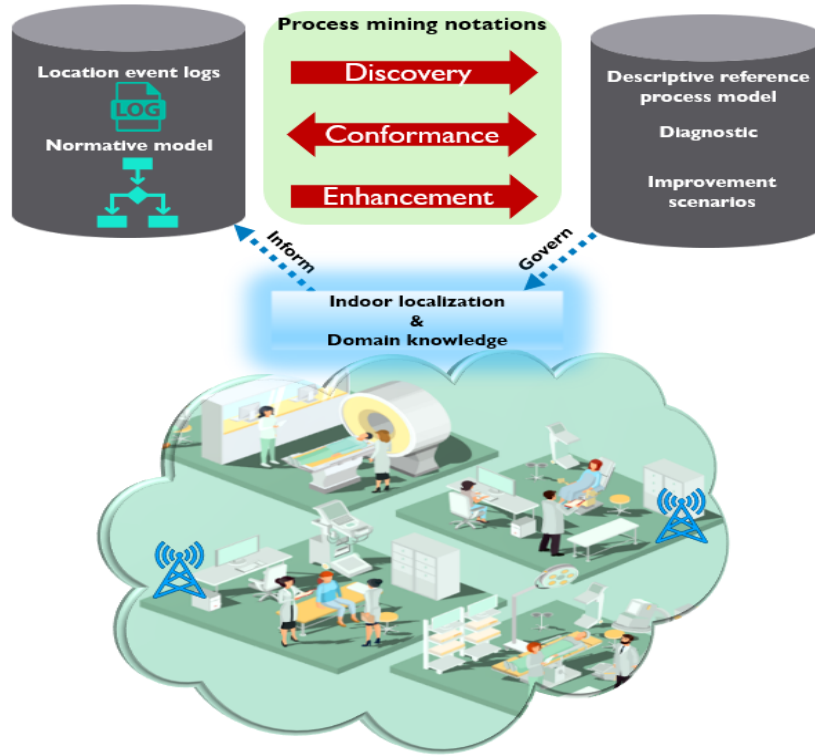 Process mining notations
Location event logs
LOG
Normative model
Discovery
Conformance
Enhancement
Descriptive reference
process model
Diagnostic
Improvement
scenarios
Inform
Govern
Indoor localization
&
Domain knowledge